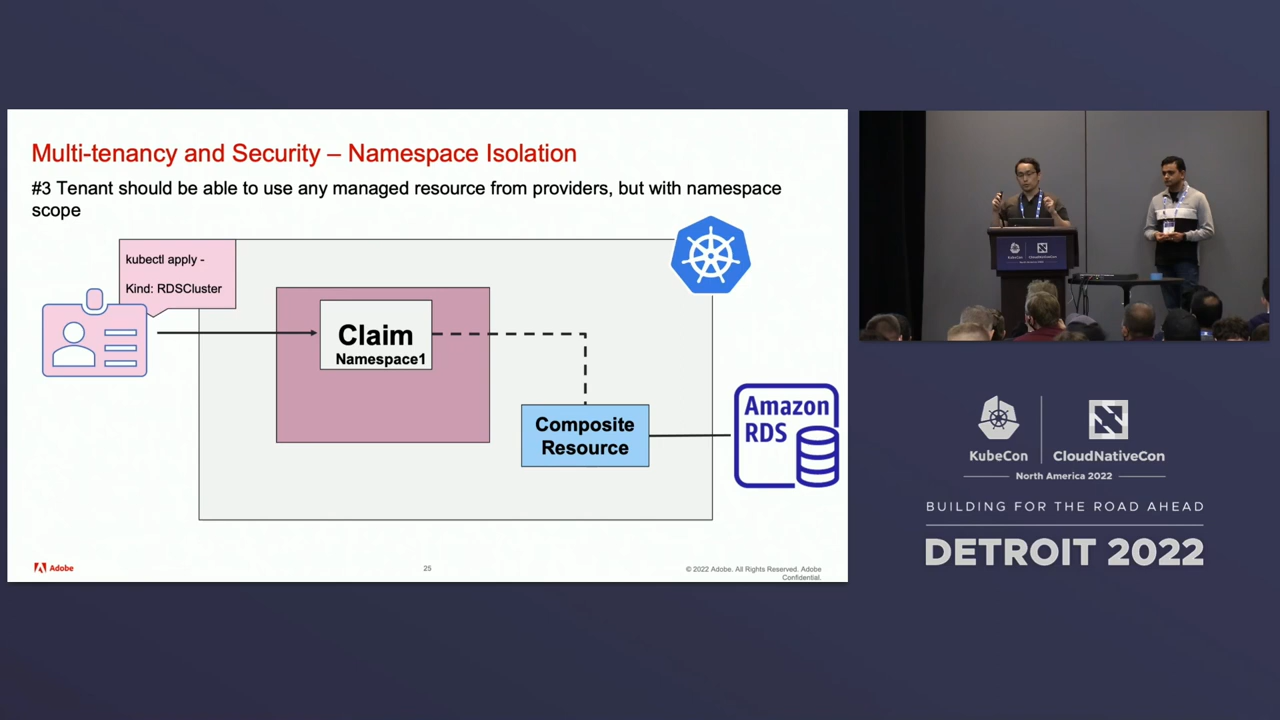 Multi-tenancy and Security – Namespace Isolation
#3 Tenant should be able to use any managed resource from providers, but with namespace
scope
kubectl apply -
Kind: RDSCluster
Claim
Namespace1
Composite
Resource
Amazon
RDS
Adobe
25
© 2022 Adobe. All Rights Reserved. Adobe
Confidential.
KubeCon
CloudNativeCon
North America 2022
BUILDING FOR THE ROAD AHEAD
DETROIT 2022